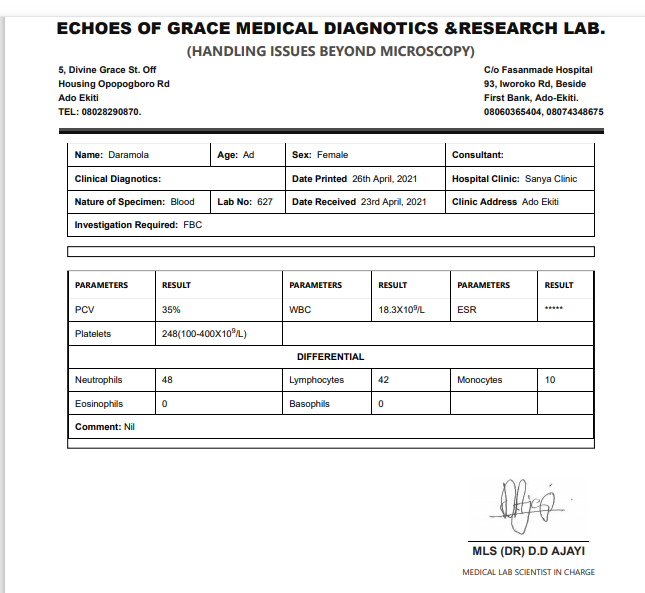 ECHOES OF GRACE MEDICAL DIAGNOTICS &RESEARCH LAB.
(HANDLING ISSUES BEYOND MICROSCOPY)
5, Divine Grace St. Off
Housing Opopogboro Rd
Ado Ekiti
TEL: 08028290870.
C/o Fasanmade Hospital
93, Iworoko Rd, Beside
First Bank, Ado-Ekiti.
08060365404, 08074348675
Name: Daramola Age: Ad Sex: Female Consultant:
Clinical Diagnotics: Date Printed 26th April, 2021 Hospital Clinic: Sanya Clinic
Nature of Specimen: Blood Lab No: 627 Date Received 23rd April, 2021 Clinic Address Ado Ekiti
Investigation Required: FBC
PARAMETERS RESULT PARAMETERS RESULT PARAMETERS RESULT
PCV 35% WBC 18.3X10⁹/L ESR *****
Platelets 248(100-400X10⁹/L)
DIFFERENTIAL
Neutrophils 48 Lymphocytes 42 Monocytes 10
Eosinophils 0 Basophils 0
Comment: Nil
MLS (DR) D.D AJAYI
MEDICAL LAB SCIENTIST IN CHARGE